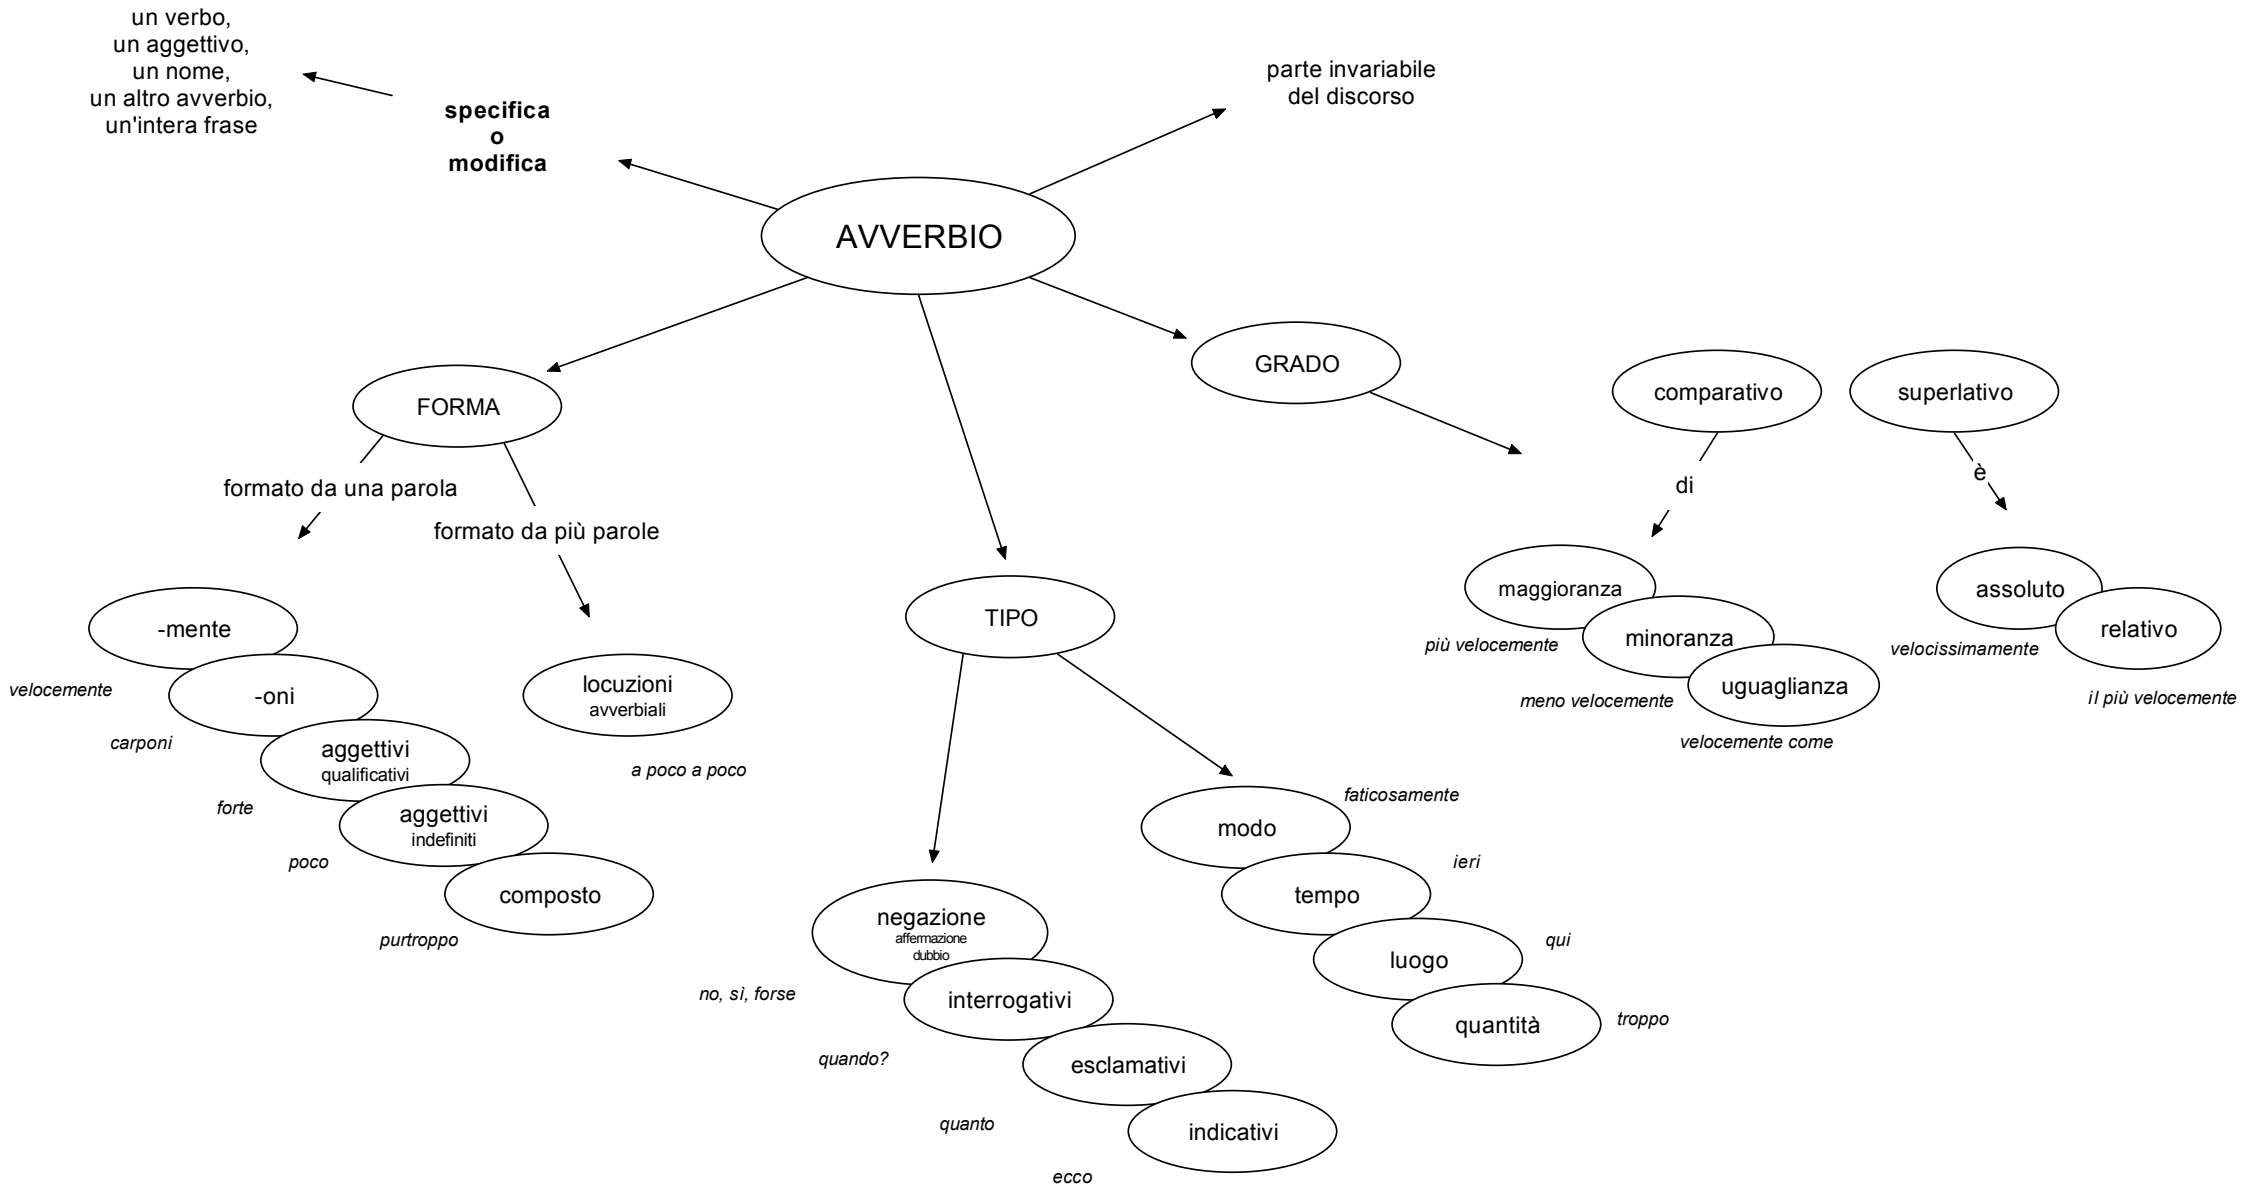 un verbo,
un aggettivo,
un nome,
un altro avverbio,
un'intera frase
specifica
o
modifica
parte invariabile
del discorso
AVVERBIO
FORMA
formato da una parola
formato da più parole
-mente
velocemente
-oni
carponi
aggettivi
qualificativi
forte
aggettivi
indefiniti
poco
composto
purtroppo
locuzioni
avverbiali
a poco a poco
TIPO
negazione
affermazione
dubbio
no, sì, forse
interrogativi
quando?
esclamativi
quanto
indicativi
ecco
modo
faticosamente
tempo
ieri
luogo
qui
quantità
troppo
GRADO
comparativo
di
maggioranza
più velocemente
minoranza
meno velocemente
uguaglianza
velocemente come
superlativo
è
assoluto
velocissimamente
relativo
il più velocemente